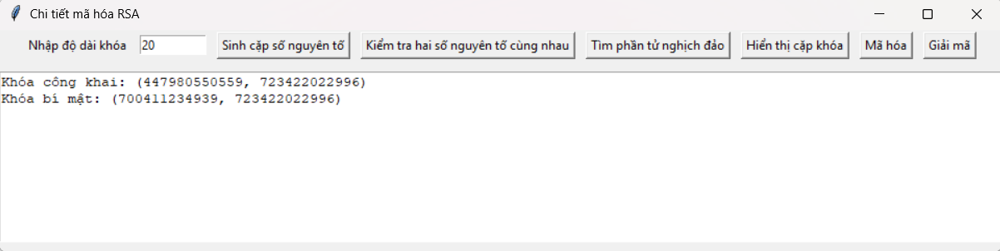 Chi tiết mã hóa RSA
Nhập độ dài khóa 20 Sinh cặp số nguyên tố Kiểm tra hai số nguyên tố cùng nhau Tìm phần tử nghịch đảo Hiển thị cặp khóa Mã hóa Giải mã
Khóa công khai: (447980550559, 723422022996)
Khóa bí mật: (700411234939, 723422022996)